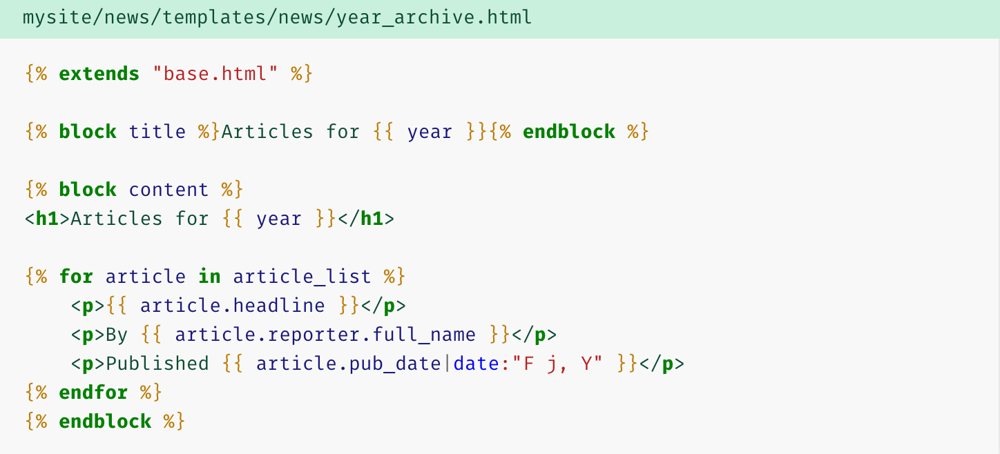 mysite/news/templates/news/year_archive.html
{% extends "base.html" %}
{% block title %}Articles for {{ year }}{% endblock %}
{% block content %}
<h1>Articles for {{ year }}</h1>
{% for article in article_list %}
    <p>{{ article.headline }}</p>
    <p>By {{ article.reporter.full_name }}</p>
    <p>Published {{ article.pub_date|date:"F j, Y" }}</p>
{% endfor %}
{% endblock %}